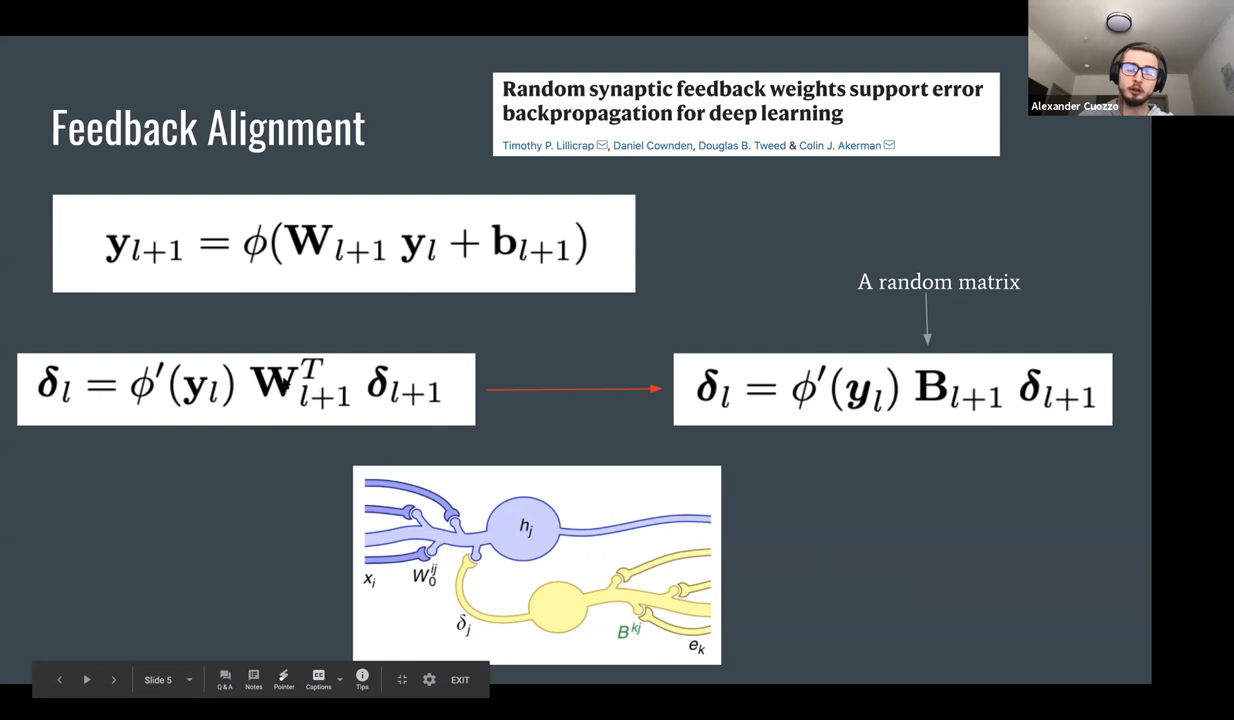 Alexander Cuozzo
Random synaptic feedback weights support error
backpropagation for deep learning
Timothy P. Lillicrap, Daniel Cownden, Douglas B. Tweed & Colin J. Akerman
Feedback Alignment
y_{l+1} = ϕ(W_{l+1} y_l + b_{l+1})
A random matrix
δ_l = ϕ′(y_l) W^T_{l+1} δ_{l+1}
δ_l = ϕ′(y_l) B_{l+1} δ_{l+1}
h_j
x_i
W_0^{ij}
δ_j
B^{kj}
e_k
Slide 5
Q & A
Notes
Pointer
CC
Captions
Tips
EXIT